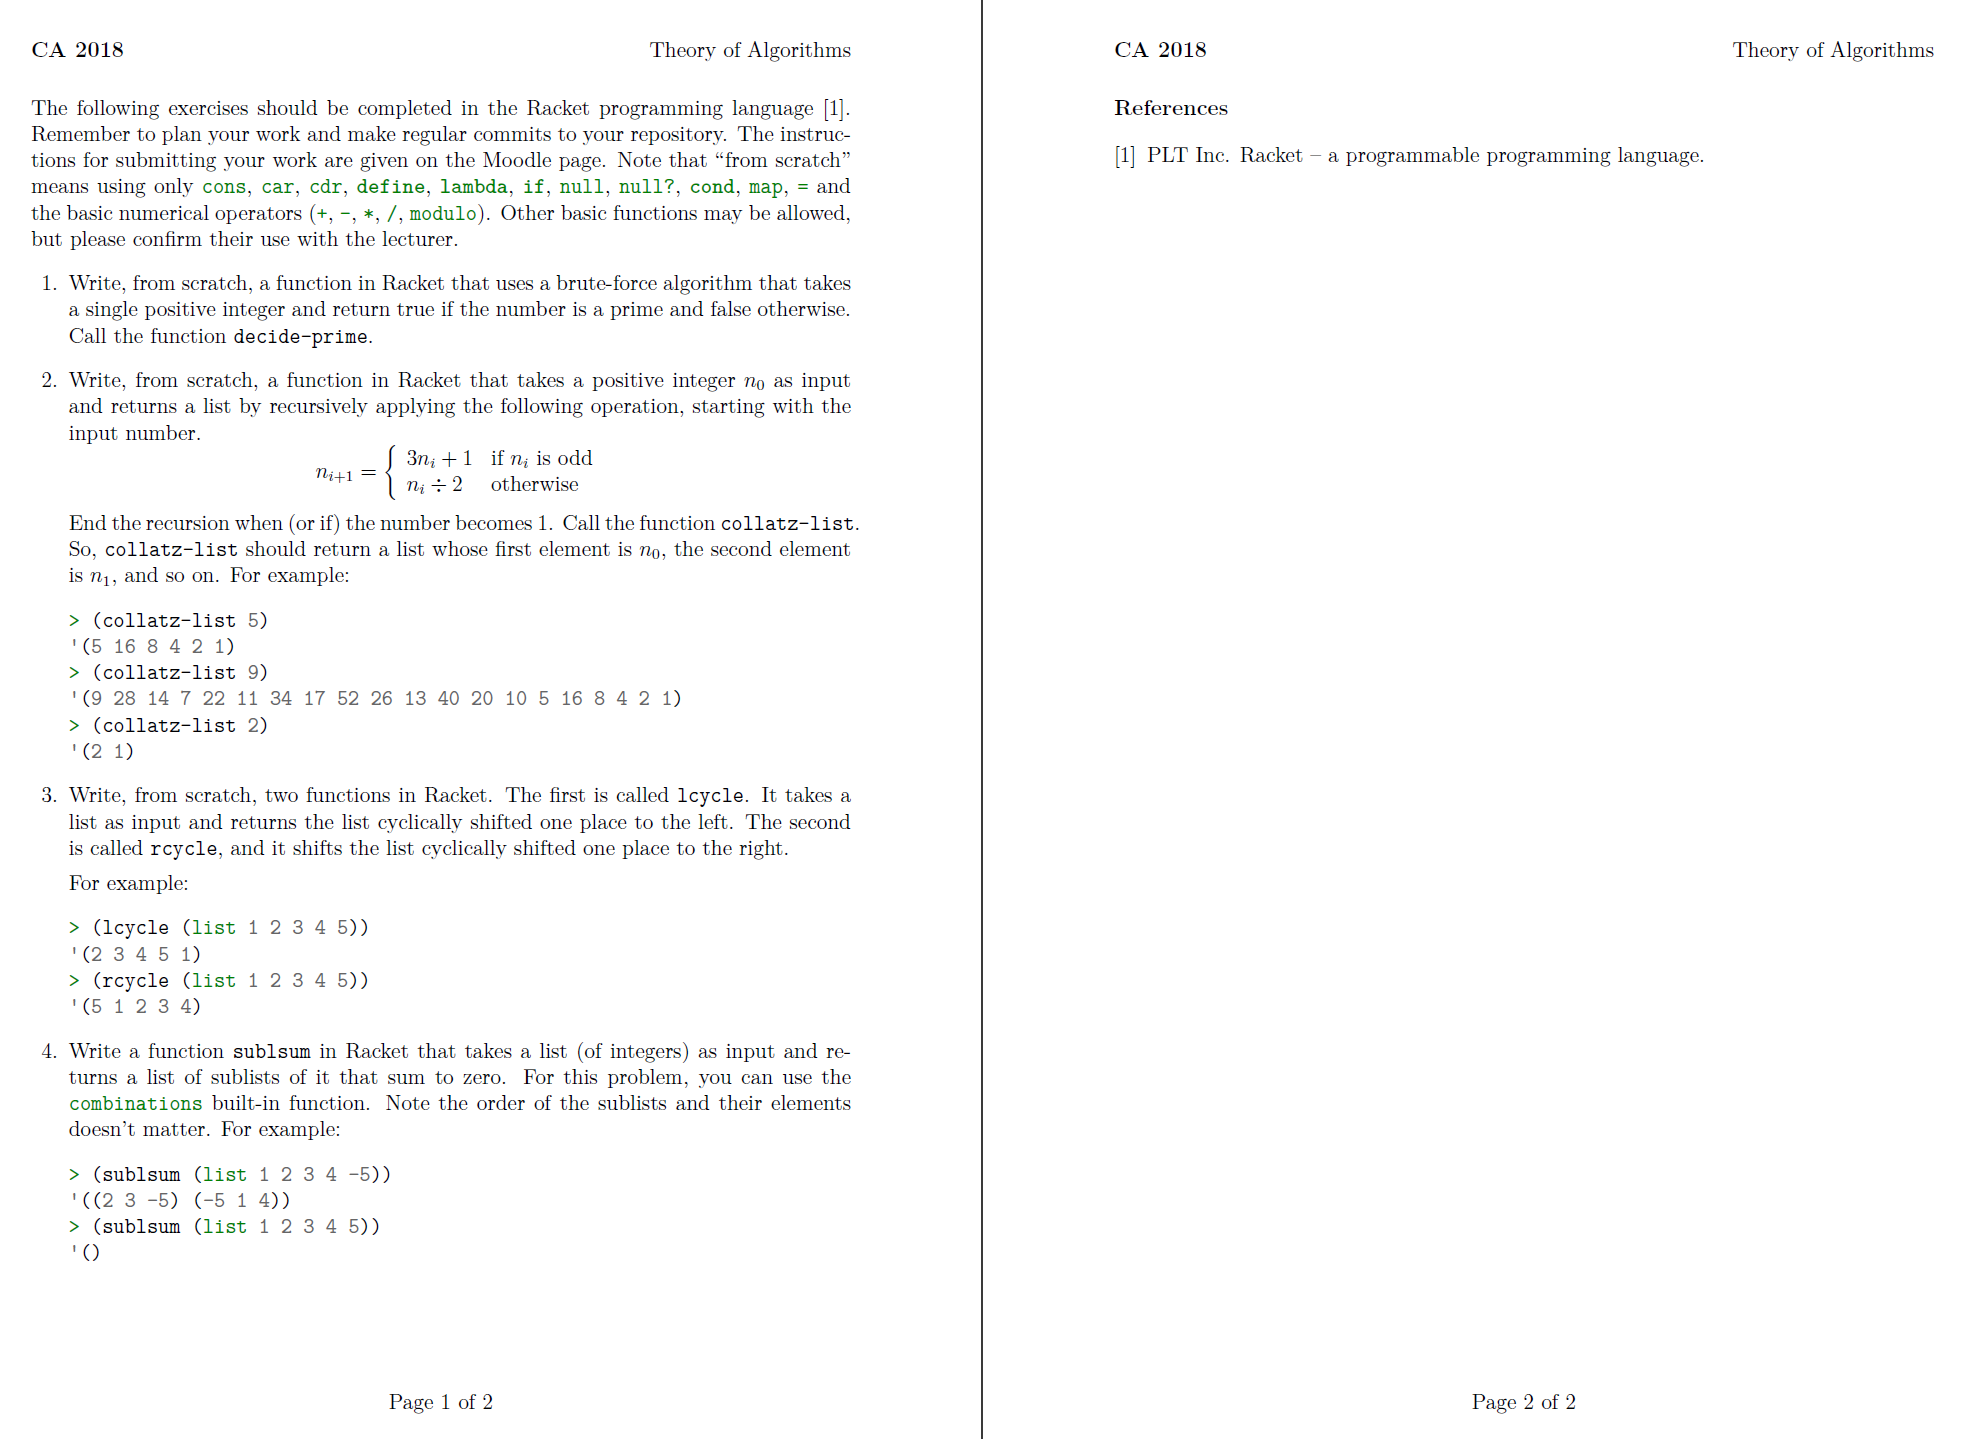 CA 2018
Theory of Algorithms
The following exercises should be completed in the Racket programming language [1].
Remember to plan your work and make regular commits to your repository. The instruc-
tions for submitting your work are given on the Moodle page. Note that “from scratch”
means using only cons, car, cdr, define, lambda, if, null, null?, cond, map, = and
the basic numerical operators (+, -, *, /, modulo). Other basic functions may be allowed,
but please confirm their use with the lecturer.
1. Write, from scratch, a function in Racket that uses a brute-force algorithm that takes
a single positive integer and return true if the number is a prime and false otherwise.
Call the function decide-prime.
2. Write, from scratch, a function in Racket that takes a positive integer n₀ as input
and returns a list by recursively applying the following operation, starting with the
input number.
nᵢ₊₁ = { 3nᵢ + 1 if nᵢ is odd
nᵢ ÷ 2 otherwise
End the recursion when (or if) the number becomes 1. Call the function collatz-list.
So, collatz-list should return a list whose first element is n₀, the second element
is n₁, and so on. For example:
> (collatz-list 5)
'(5 16 8 4 2 1)
> (collatz-list 9)
'(9 28 14 7 22 11 34 17 52 26 13 40 20 10 5 16 8 4 2 1)
> (collatz-list 2)
'(2 1)
3. Write, from scratch, two functions in Racket. The first is called lcycle. It takes a
list as input and returns the list cyclically shifted one place to the left. The second
is called rcycle, and it shifts the list cyclically shifted one place to the right.
For example:
> (lcycle (list 1 2 3 4 5))
'(2 3 4 5 1)
> (rcycle (list 1 2 3 4 5))
'(5 1 2 3 4)
4. Write a function sublsum in Racket that takes a list (of integers) as input and re-
turns a list of sublists of it that sum to zero. For this problem, you can use the
combinations built-in function. Note the order of the sublists and their elements
doesn’t matter. For example:
> (sublsum (list 1 2 3 4 -5))
'((2 3 -5) (-5 1 4))
> (sublsum (list 1 2 3 4 5))
'()
Page 1 of 2
CA 2018
Theory of Algorithms
References
[1] PLT Inc. Racket – a programmable programming language.
Page 2 of 2